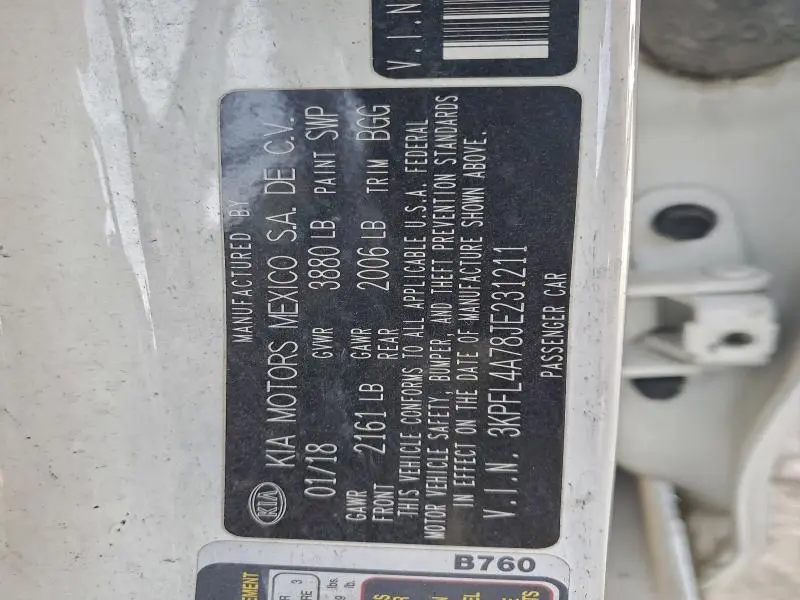 V.I.N
MANUFACTURED BY
KIA KIA MOTORS MEXICO S.A. DE C.V.
01/18 GVWR 3880 LB PAINT SWP
GAWR FRONT 2161 LB GAWR REAR 2006 LB TRIM BGG
THIS VEHICLE CONFORMS TO ALL APPLICABLE U.S.A. FEDERAL
MOTOR VEHICLE SAFETY, BUMPER, AND THEFT PREVENTION STANDARDS
IN EFFECT ON THE DATE OF MANUFACTURE SHOWN ABOVE.
V.I.N. 3KPFL4A78JE231211
PASSENGER CAR
B760